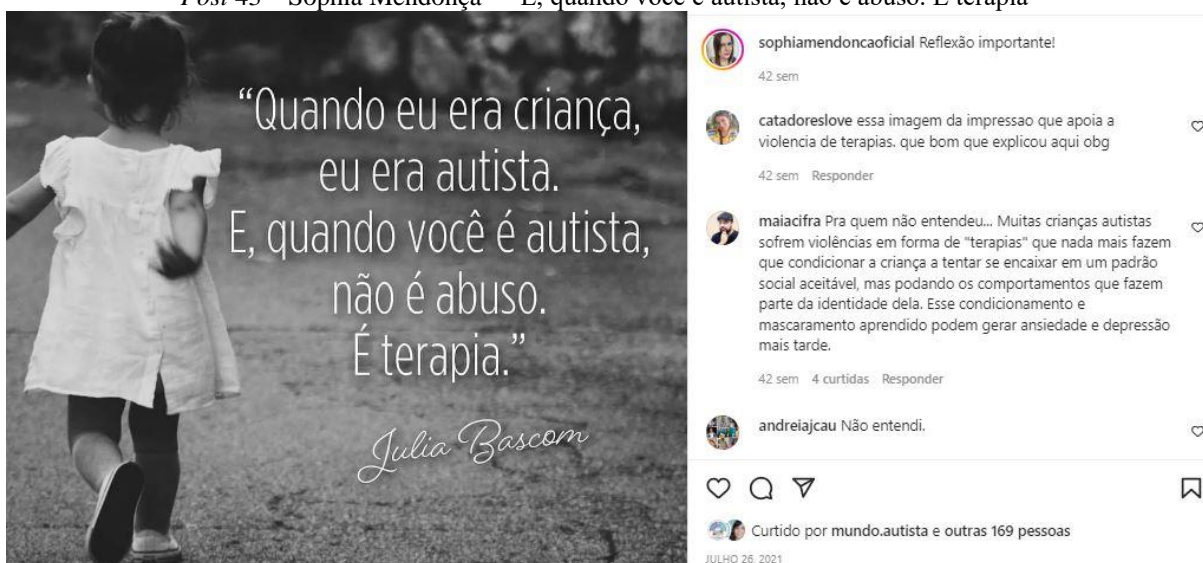 Post 43 – Sophia Mendonça – “E, quando você é autista, não é abuso. É terapia”
“Quando eu era criança,
eu era autista.
E, quando você é autista,
não é abuso.
É terapia.”
Julia Bascom
sophiamendoncaoficial Reflexão importante!
42 sem
catadoreslove essa imagem da impressao que apoia a
violencia de terapias. que bom que explicou aqui obg
42 sem Responder
maiacifra Pra quem não entendeu... Muitas crianças autistas
sofrem violências em forma de "terapias" que nada mais fazem
que condicionar a criança a tentar se encaixar em um padrão
social aceitável, mas podando os comportamentos que fazem
parte da identidade dela. Esse condicionamento e
mascaramento aprendido podem gerar ansiedade e depressão
mais tarde.
42 sem 4 curtidas Responder
andreiajcau Não entendi.
Curtido por mundo.autista e outras 169 pessoas
JULHO 26, 2021